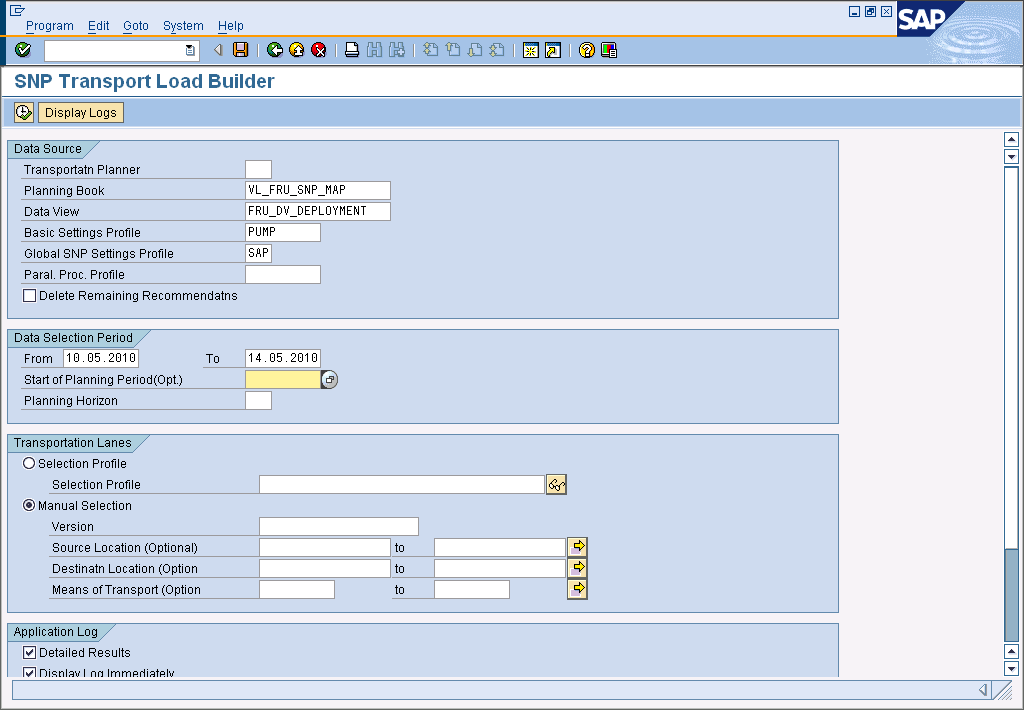 Program Edit Goto System Help
SAP
SNP Transport Load Builder
Display Logs
Data Source
Transportatn Planner
Planning Book VL_FRU_SNP_MAP
Data View FRU_DV_DEPLOYMENT
Basic Settings Profile PUMP
Global SNP Settings Profile SAP
Paral. Proc. Profile
Delete Remaining Recommendatns
Data Selection Period
From 10.05.2010 To 14.05.2010
Start of Planning Period(Opt.)
Planning Horizon
Transportation Lanes
Selection Profile
Selection Profile
Manual Selection
Version
Source Location (Optional) to
Destinatn Location (Option to
Means of Transport (Option to
Application Log
Detailed Results
Display Log Immediately